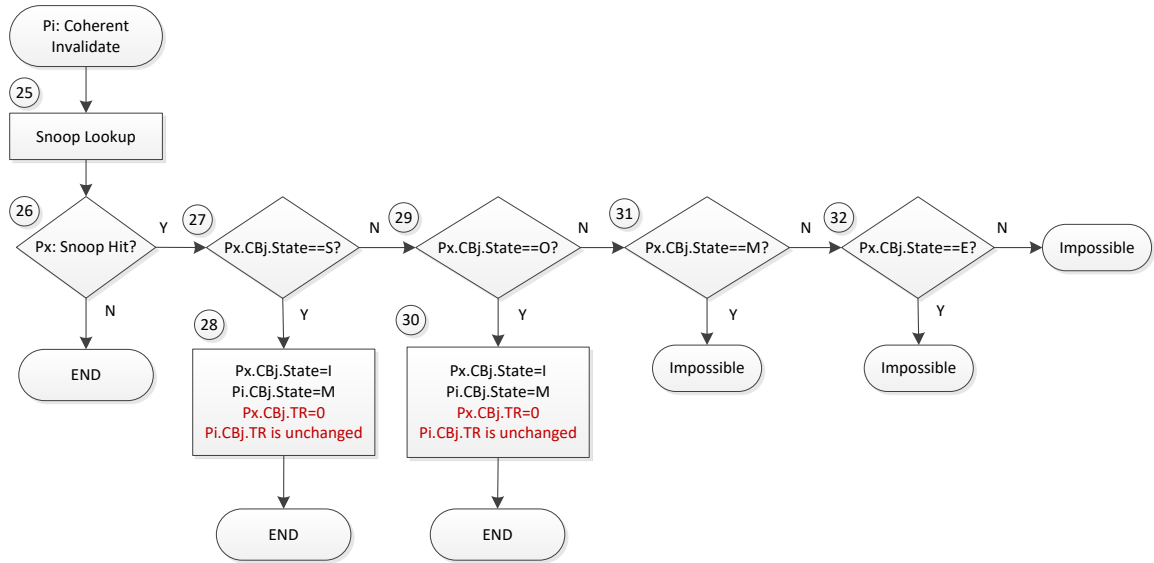 Pi: Coherent
Invalidate
25
Snoop Lookup
26
Px: Snoop Hit?
Y
N
END
27
Px.CBj.State==S?
N
Y
28
Px.CBj.State=I
Pi.CBj.State=M
Px.CBj.TR=0
Pi.CBj.TR is unchanged
END
29
Px.CBj.State==O?
N
Y
30
Px.CBj.State=I
Pi.CBj.State=M
Px.CBj.TR=0
Pi.CBj.TR is unchanged
END
31
Px.CBj.State==M?
N
Y
Impossible
32
Px.CBj.State==E?
N
Y
Impossible
Impossible